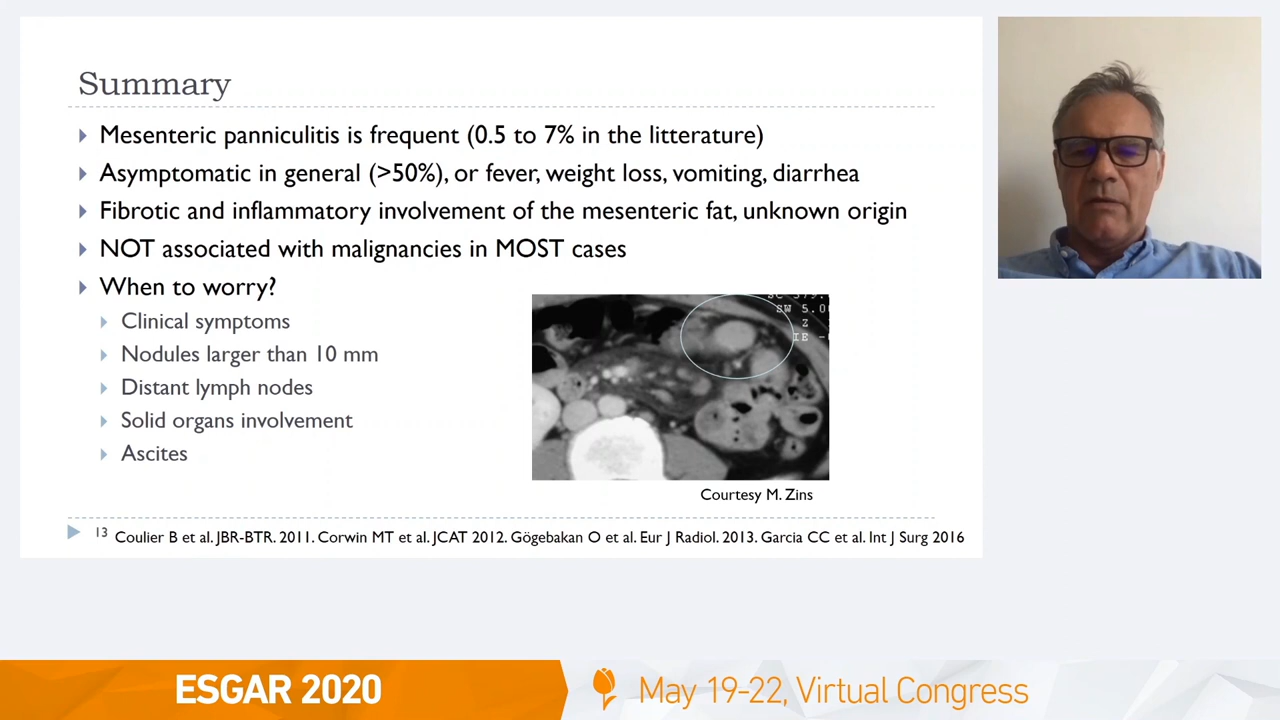 Summary
Mesenteric panniculitis is frequent (0.5 to 7% in the litterature)
Asymptomatic in general (>50%), or fever, weight loss, vomiting, diarrhea
Fibrotic and inflammatory involvement of the mesenteric fat, unknown origin
NOT associated with malignancies in MOST cases
When to worry?
Clinical symptoms
Nodules larger than 10 mm
Distant lymph nodes
Solid organs involvement
Ascites
SW 5.0
Z
IE -
Courtesy M. Zins
13 Coulier B et al. JBR-BTR. 2011. Corwin MT et al. JCAT 2012. Gögebakan O et al. Eur J Radiol. 2013. Garcia CC et al. Int J Surg 2016
ESGAR 2020
May 19-22, Virtual Congress